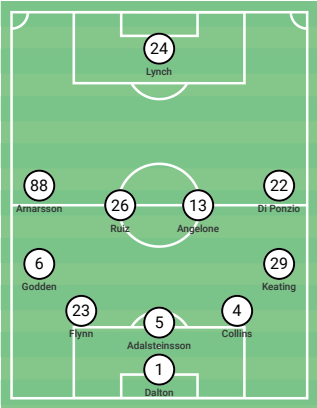 24
Lynch
88
Arnarsson
22
Di Ponzio
26
Ruiz
13
Angelone
6
Godden
29
Keating
23
Flynn
4
Collins
5
Adalsteinsson
1
Dalton